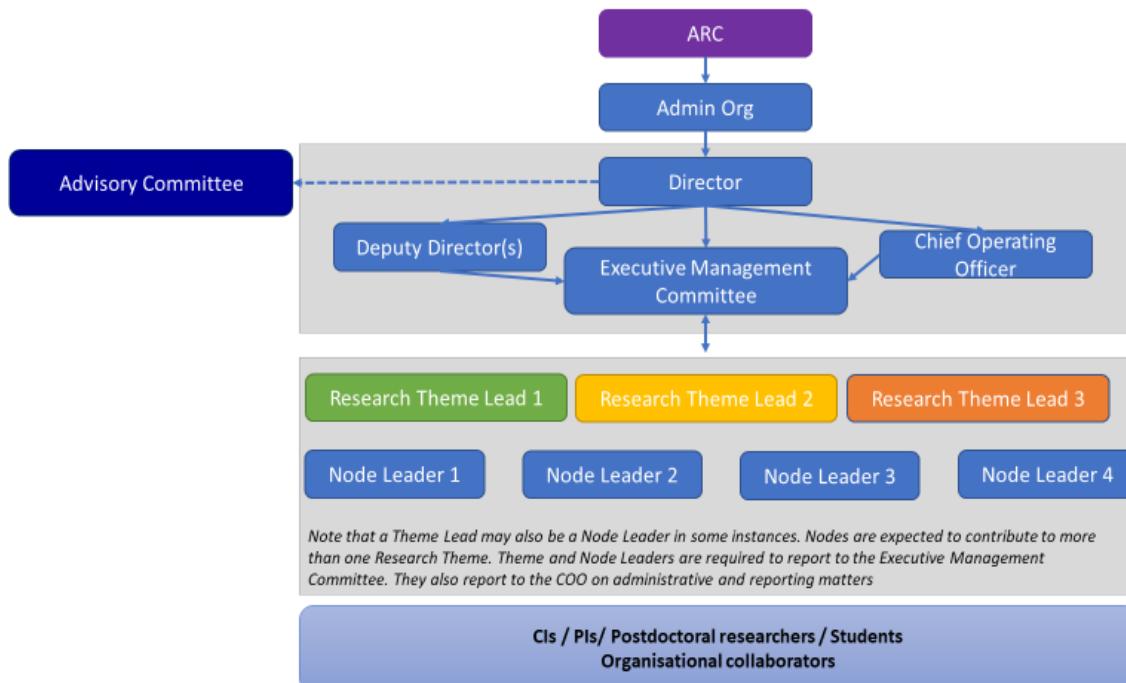 ARC
Admin Org
Advisory Committee
Director
Deputy Director(s)
Chief Operating
Officer
Executive Management
Committee
Research Theme Lead 1
Research Theme Lead 2
Research Theme Lead 3
Node Leader 1
Node Leader 2
Node Leader 3
Node Leader 4
Note that a Theme Lead may also be a Node Leader in some instances. Nodes are expected to contribute to more
than one Research Theme. Theme and Node Leaders are required to report to the Executive Management
Committee. They also report to the COO on administrative and reporting matters
CIs / PIs/ Postdoctoral researchers / Students
Organisational collaborators